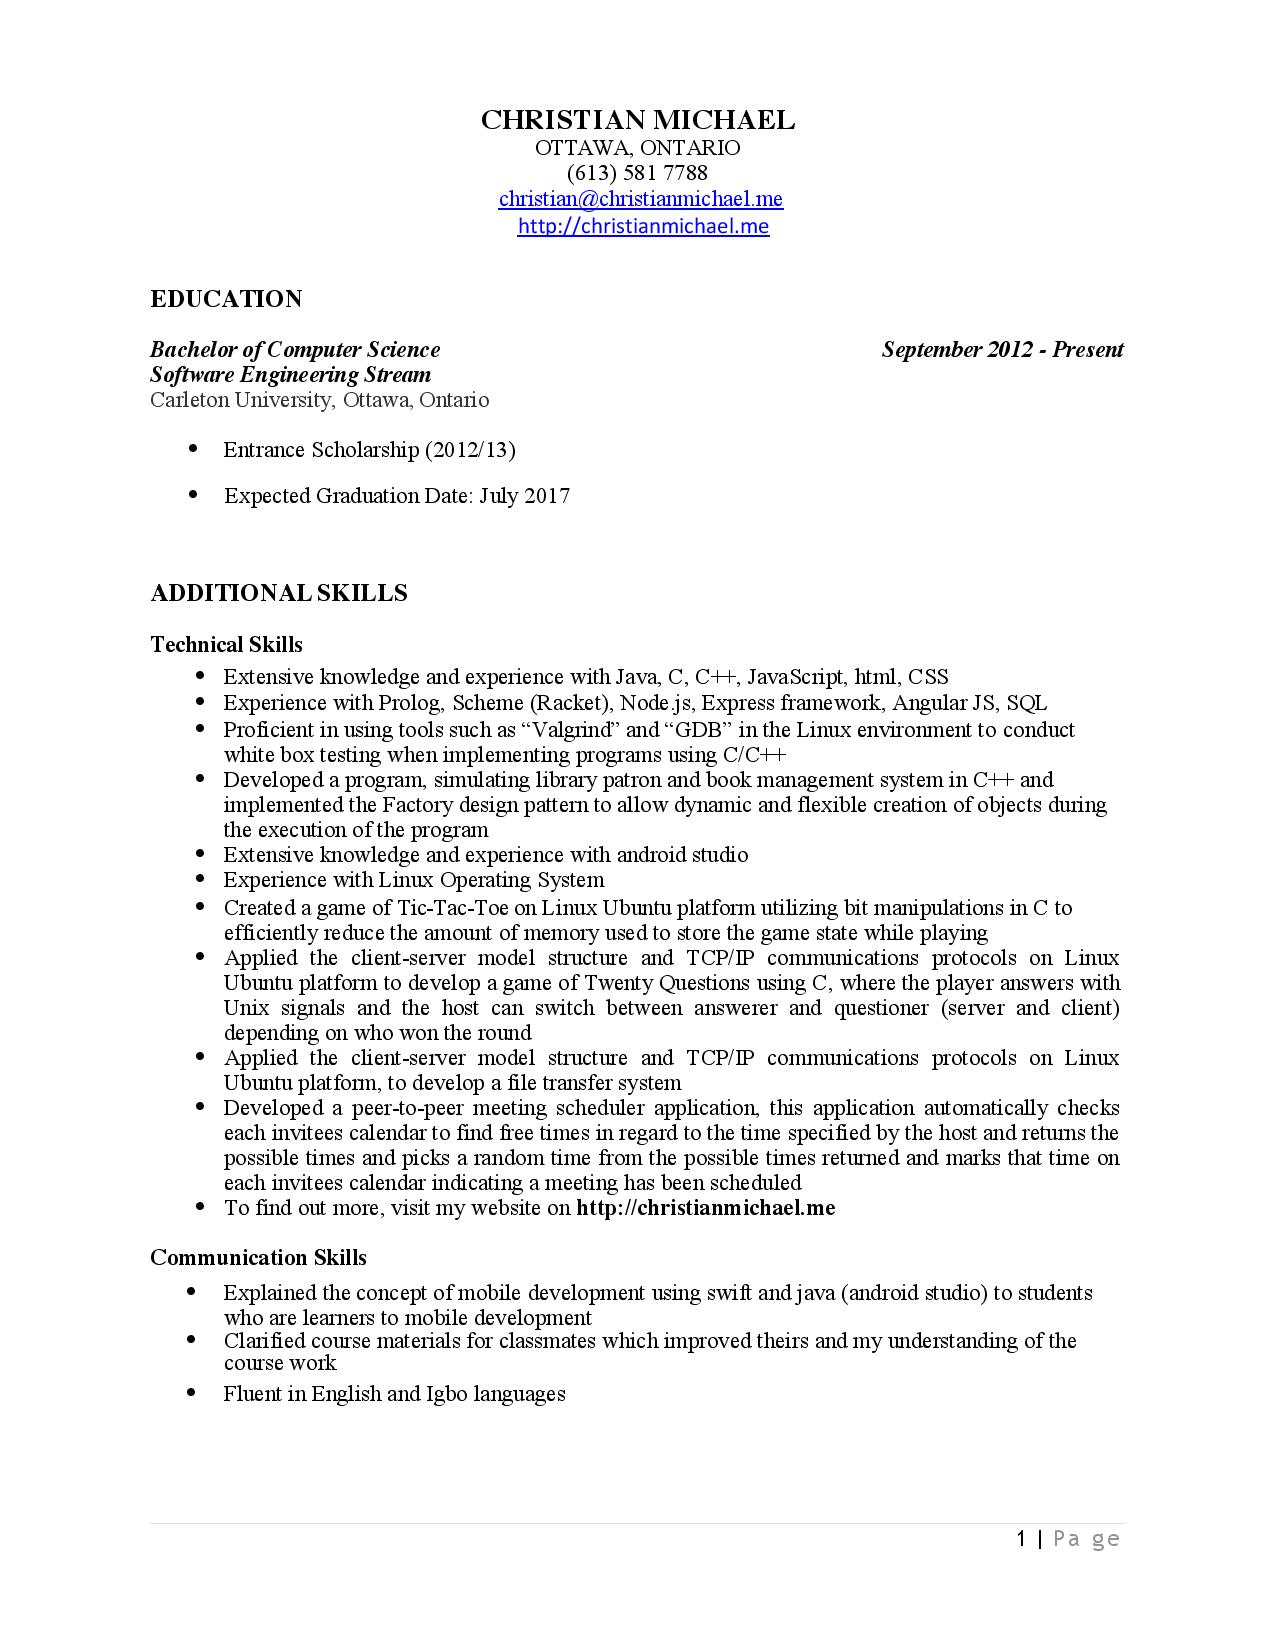 CHRISTIAN MICHAEL
OTTAWA, ONTARIO
(613) 581 7788
christian@christianmichael.me
http://christianmichael.me
EDUCATION
Bachelor of Computer Science September 2012 - Present
Software Engineering Stream
Carleton University, Ottawa, Ontario
• Entrance Scholarship (2012/13)
• Expected Graduation Date: July 2017
ADDITIONAL SKILLS
Technical Skills
• Extensive knowledge and experience with Java, C, C++, JavaScript, html, CSS
• Experience with Prolog, Scheme (Racket), Node.js, Express framework, Angular JS, SQL
• Proficient in using tools such as “Valgrind” and “GDB” in the Linux environment to conduct
white box testing when implementing programs using C/C++
• Developed a program, simulating library patron and book management system in C++ and
implemented the Factory design pattern to allow dynamic and flexible creation of objects during
the execution of the program
• Extensive knowledge and experience with android studio
• Experience with Linux Operating System
• Created a game of Tic-Tac-Toe on Linux Ubuntu platform utilizing bit manipulations in C to
efficiently reduce the amount of memory used to store the game state while playing
• Applied the client-server model structure and TCP/IP communications protocols on Linux
Ubuntu platform to develop a game of Twenty Questions using C, where the player answers with
Unix signals and the host can switch between answerer and questioner (server and client)
depending on who won the round
• Applied the client-server model structure and TCP/IP communications protocols on Linux
Ubuntu platform, to develop a file transfer system
• Developed a peer-to-peer meeting scheduler application, this application automatically checks
each invitees calendar to find free times in regard to the time specified by the host and returns the
possible times and picks a random time from the possible times returned and marks that time on
each invitees calendar indicating a meeting has been scheduled
• To find out more, visit my website on http://christianmichael.me
Communication Skills
• Explained the concept of mobile development using swift and java (android studio) to students
who are learners to mobile development
• Clarified course materials for classmates which improved theirs and my understanding of the
course work
• Fluent in English and Igbo languages
1 | Pa ge